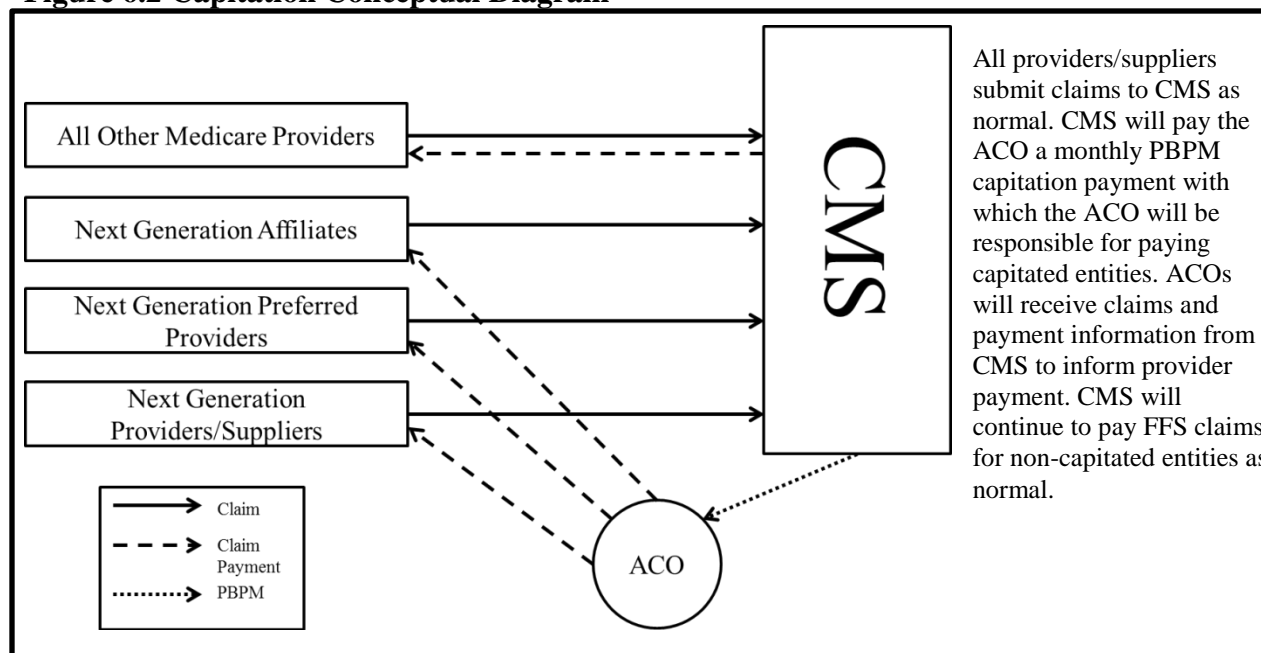 Figure 6.2 Capitation Conceptual Diagram
All Other Medicare Providers
Next Generation Affiliates
Next Generation Preferred
Providers
Next Generation
Providers/Suppliers
Claim
Claim
Payment
PBPM
ACO
CMS
All providers/suppliers
submit claims to CMS as
normal. CMS will pay the
ACO a monthly PBPM
capitation payment with
which the ACO will be
responsible for paying
capitated entities. ACOs
will receive claims and
payment information from
CMS to inform provider
payment. CMS will
continue to pay FFS claims
for non-capitated entities as
normal.